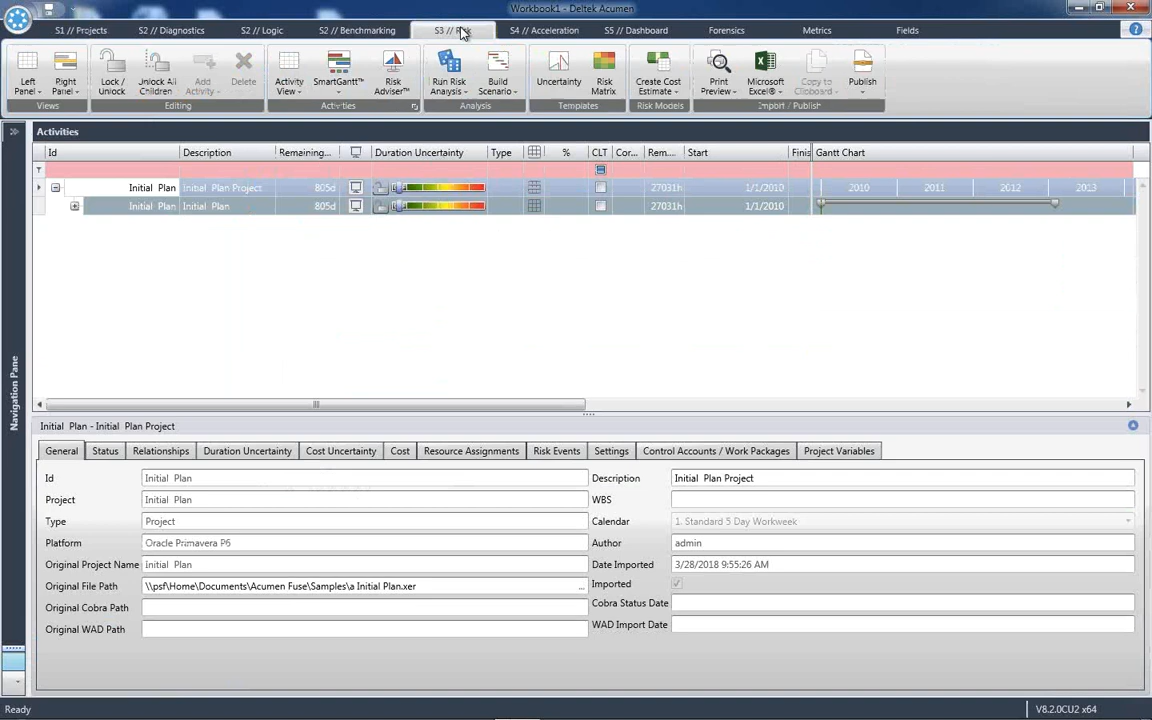 Workbook1 - Deltek Acumen
S1 // Projects
S2 // Diagnostics
S2 // Logic
S2 // Benchmarking
S3 // Risk
S4 // Acceleration
S5 // Dashboard
Forensics
Metrics
Fields
Left Panel
Right Panel
Lock / Unlock
Unlock All Children
Add Activity
Delete
Activity View
SmartGantt™
Risk Adviser™
Run Risk Analysis
Build Scenario
Uncertainty
Risk Matrix
Create Cost Estimate
Print Preview
Microsoft Excel®
Copy to Clipboard
Publish
Views
Editing
Activities
Analysis
Templates
Risk Models
Import / Publish
Activities
Id Description Remaining... Duration Uncertainty Type % CLT Cor... Rem... Start Finis Gantt Chart
Initial Plan Initial Plan Project 805d 27031h 1/1/2010 2010 2011 2012 2013
Initial Plan Initial Plan 805d 27031h 1/1/2010
Navigation Pane
Initial Plan - Initial Plan Project
General Status Relationships Duration Uncertainty Cost Uncertainty Cost Resource Assignments Risk Events Settings Control Accounts / Work Packages Project Variables
Id Initial Plan
Description Initial Plan Project
Project Initial Plan
WBS
Type Project
Calendar 1. Standard 5 Day Workweek
Platform Oracle Primavera P6
Author admin
Original Project Name Initial Plan
Date Imported 3/28/2018 9:55:26 AM
Original File Path \\psf\Home\Documents\Acumen Fuse\Samples\a Initial Plan.xer ...
Imported
Original Cobra Path
Cobra Status Date
Original WAD Path
WAD Import Date
Ready
V8.2.0CU2 x64